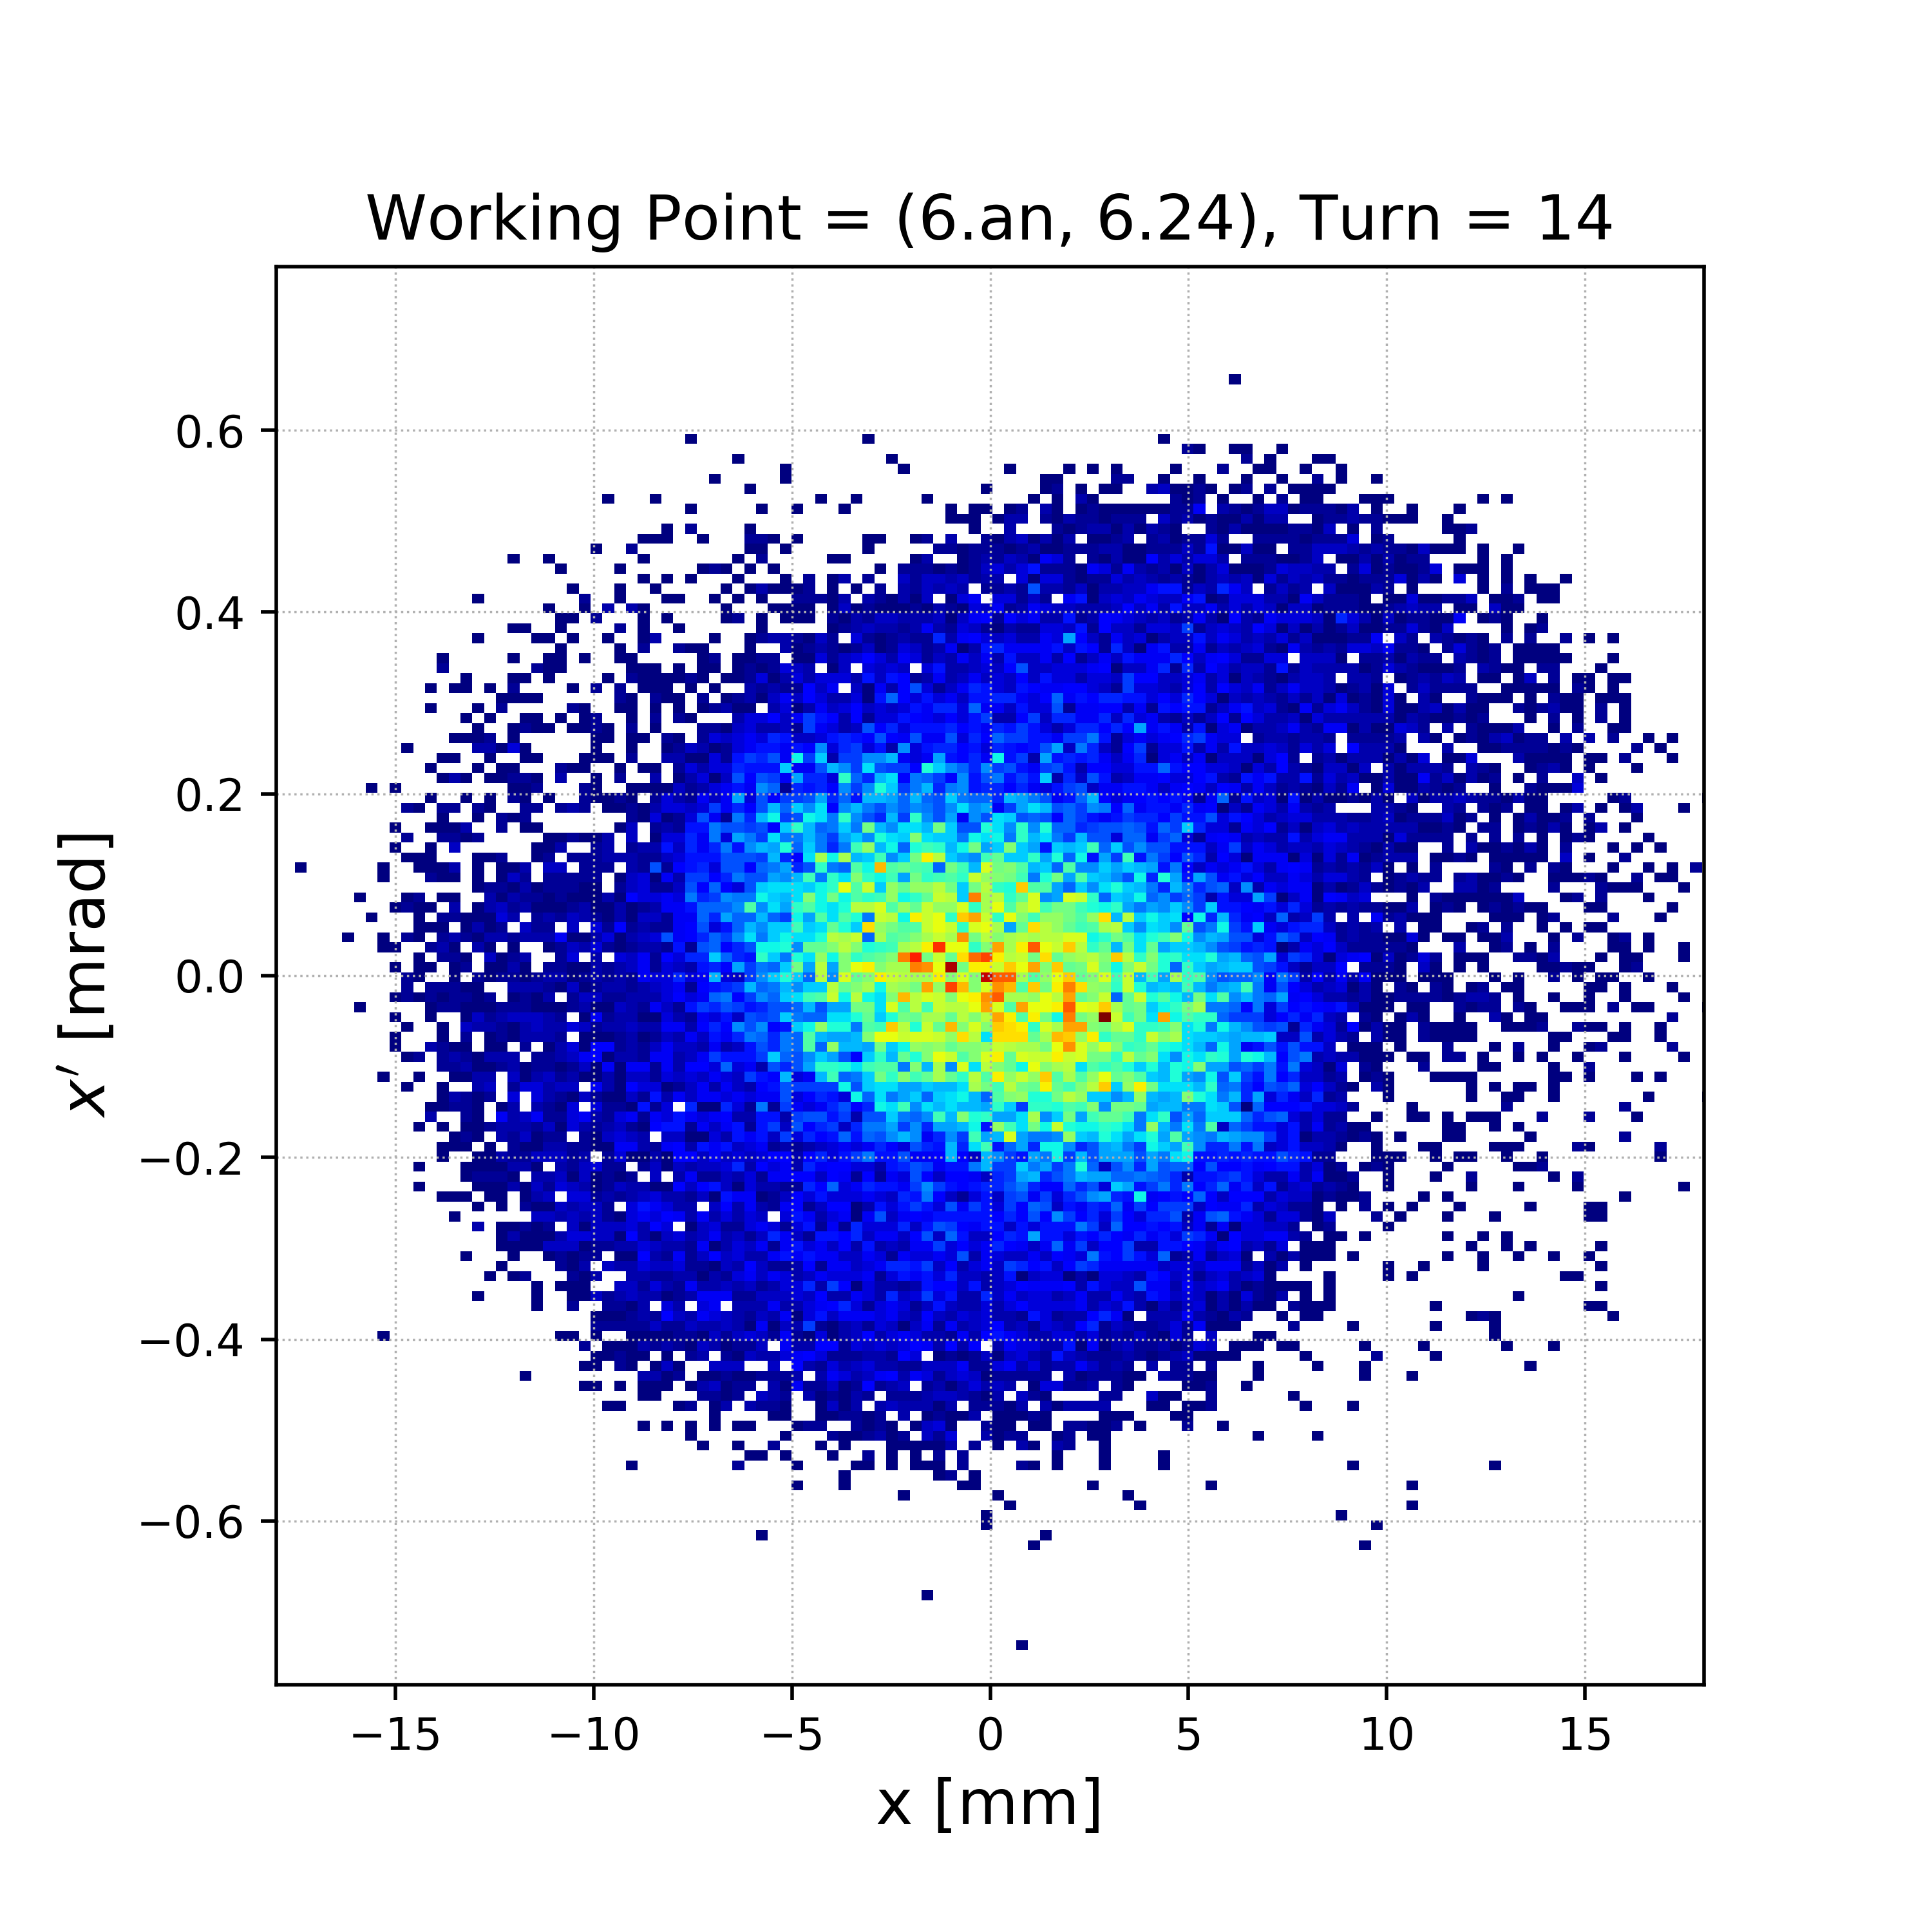 Working Point = (6.an, 6.24), Turn = 14
0.6
0.4
0.2
0.0
−0.2
−0.4
−0.6
x′ [mrad]
−15 −10 −5 0 5 10 15
x [mm]